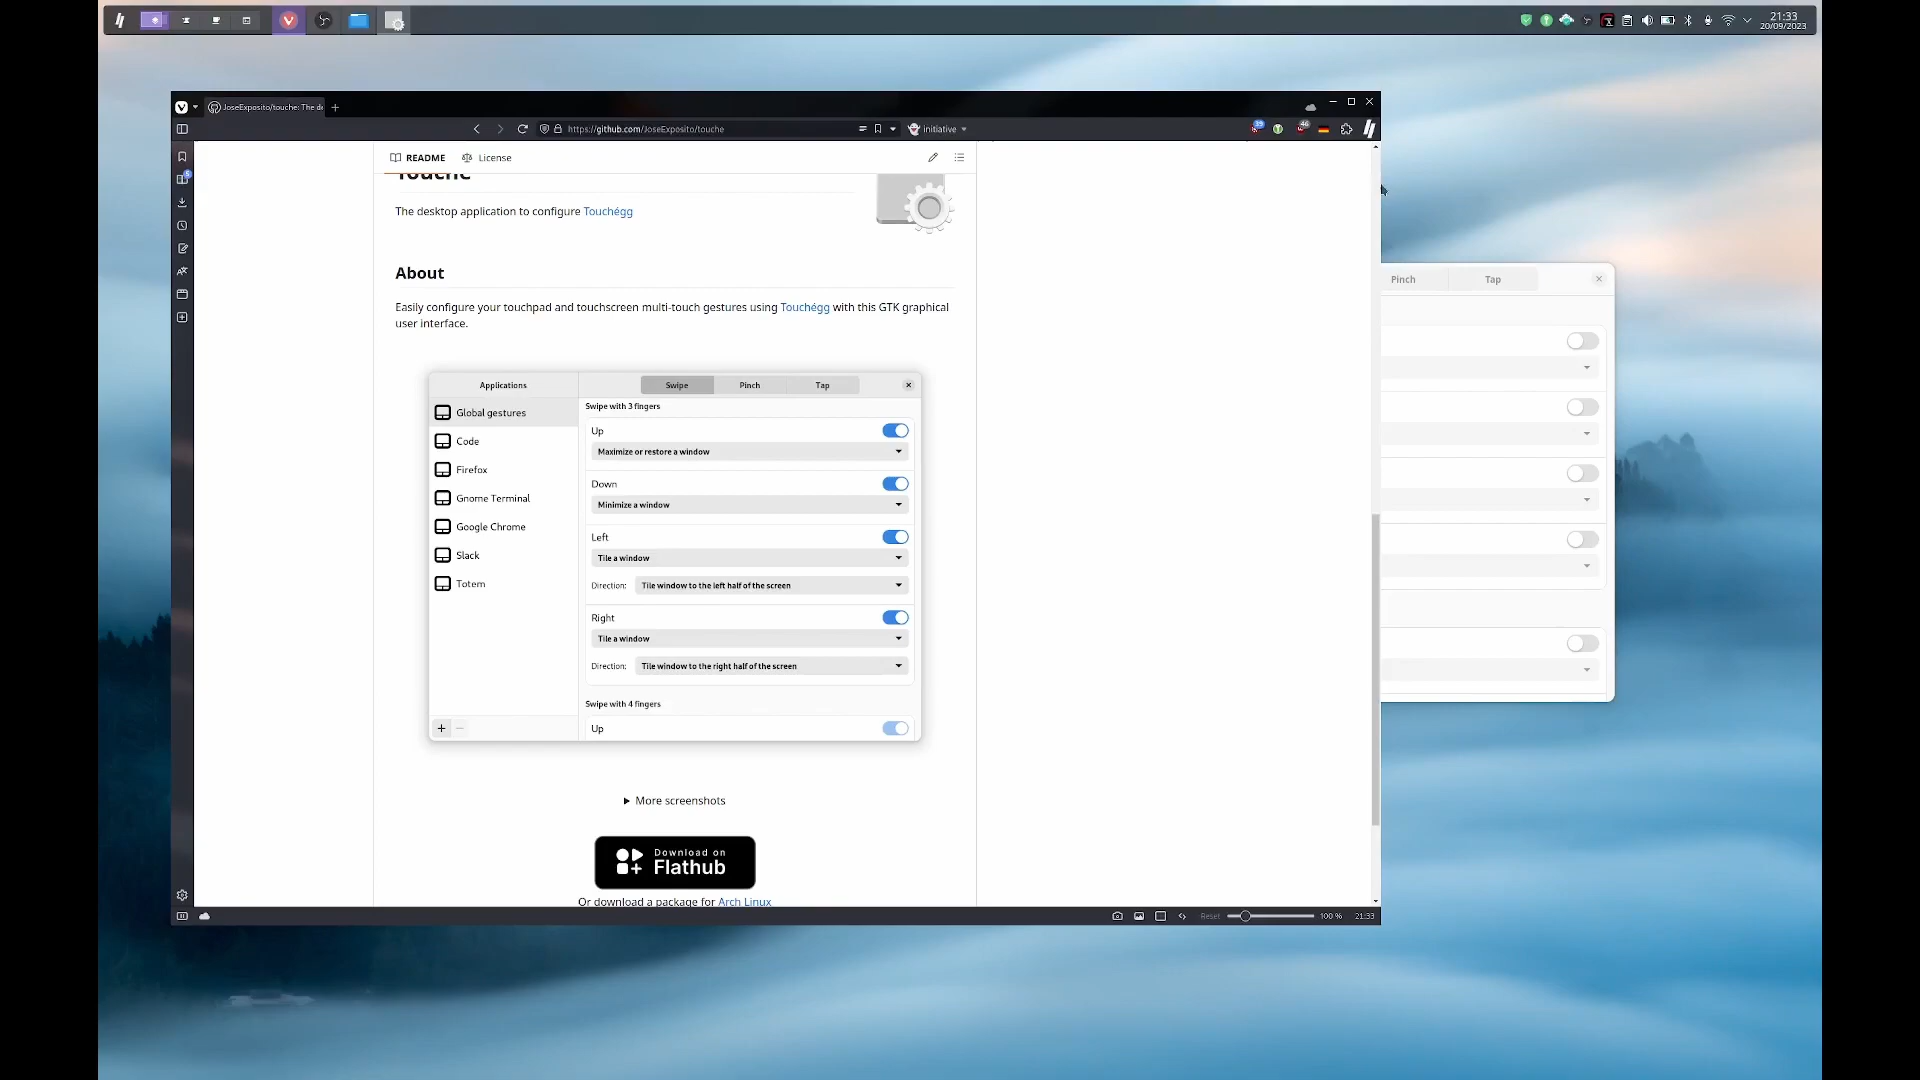 21:33
20/09/2023
JoseExposito/touche: The de
https://github.com/JoseExposito/touche
initiative
39
46
README
License
Touché
The desktop application to configure Touchégg
About
Easily configure your touchpad and touchscreen multi-touch gestures using Touchégg with this GTK graphical
user interface.
Applications
Swipe
Pinch
Tap
Global gestures
Code
Firefox
Gnome Terminal
Google Chrome
Slack
Totem
Swipe with 3 fingers
Up
Maximize or restore a window
Down
Minimize a window
Left
Tile a window
Direction:
Tile window to the left half of the screen
Right
Tile a window
Direction:
Tile window to the right half of the screen
Swipe with 4 fingers
Up
More screenshots
Download on
Flathub
Or download a package for Arch Linux
Pinch
Tap
Reset
100 %
21:33